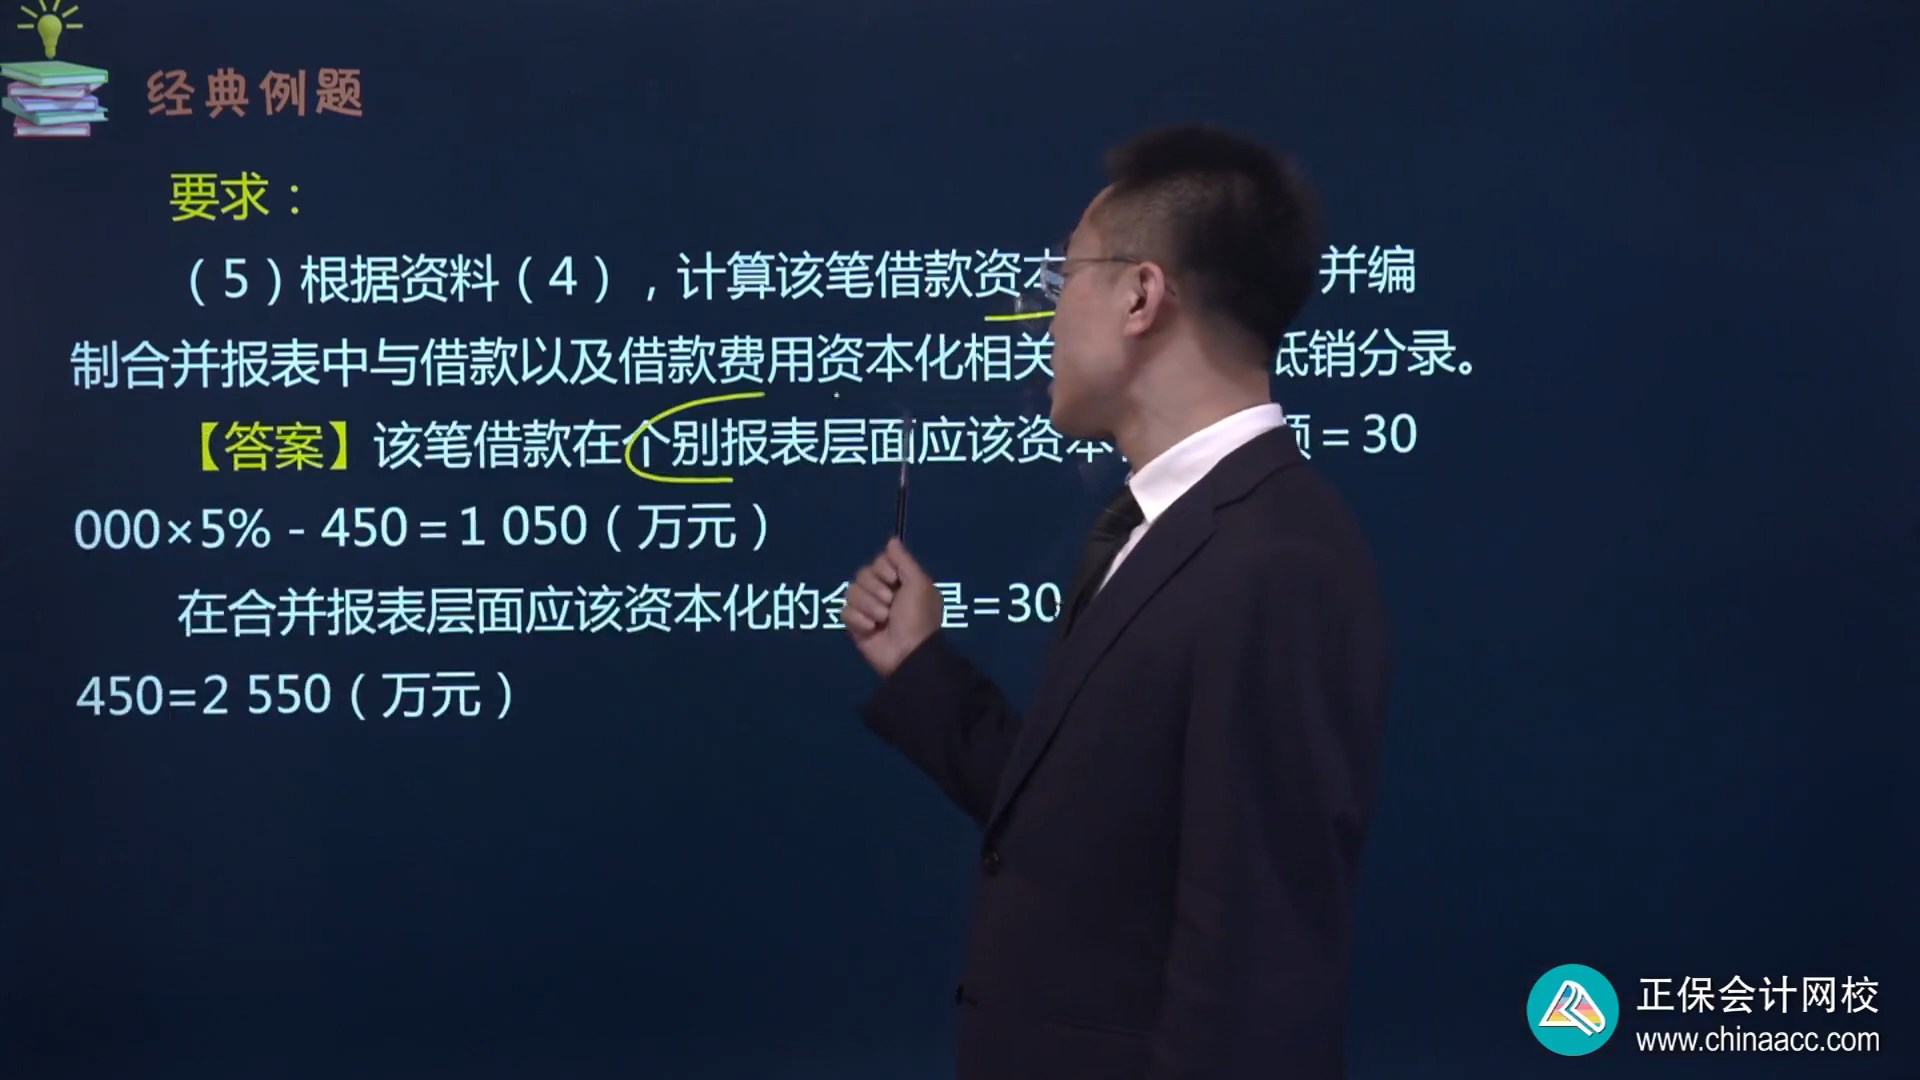 经典例题
要求：
（5）根据资料（4），计算该笔借款资本 并编
制合并报表中与借款以及借款费用资本化相关 抵销分录。
【答案】该笔借款在个别报表层面应该资本 额＝30
000×5%－450＝1 050（万元）
在合并报表层面应该资本化的金 是=30
450=2 550（万元）
正保会计网校
www.chinaacc.com